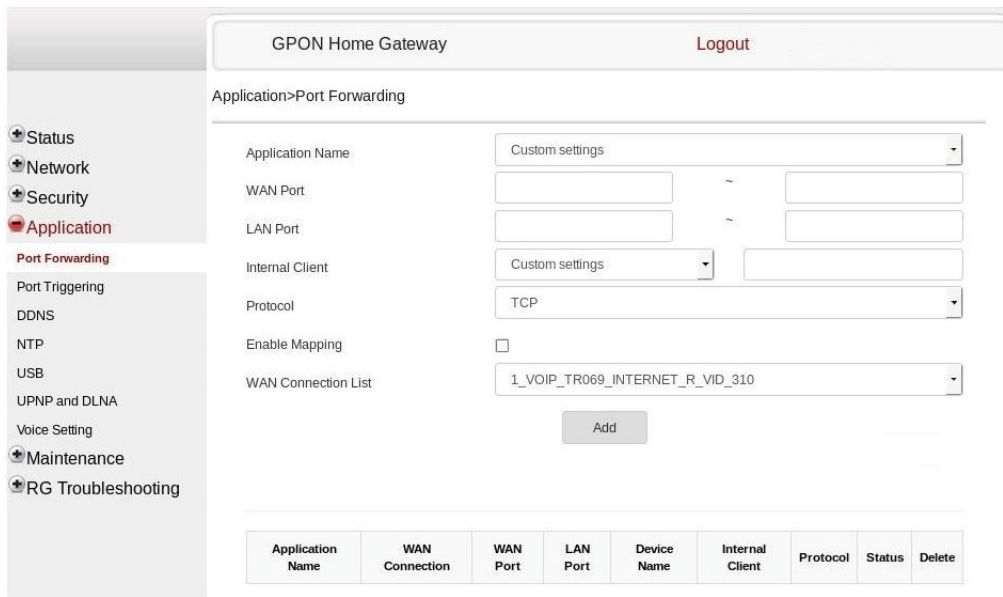 GPON Home Gateway Logout
Application>Port Forwarding
Status
Network
Security
Application
Port Forwarding
Port Triggering
DDNS
NTP
USB
UPNP and DLNA
Voice Setting
Maintenance
RG Troubleshooting
Application Name Custom settings
WAN Port ~
LAN Port ~
Internal Client Custom settings
Protocol TCP
Enable Mapping
WAN Connection List 1_VOIP_TR069_INTERNET_R_VID_310
Add
Application Name WAN Connection WAN Port LAN Port Device Name Internal Client Protocol Status Delete